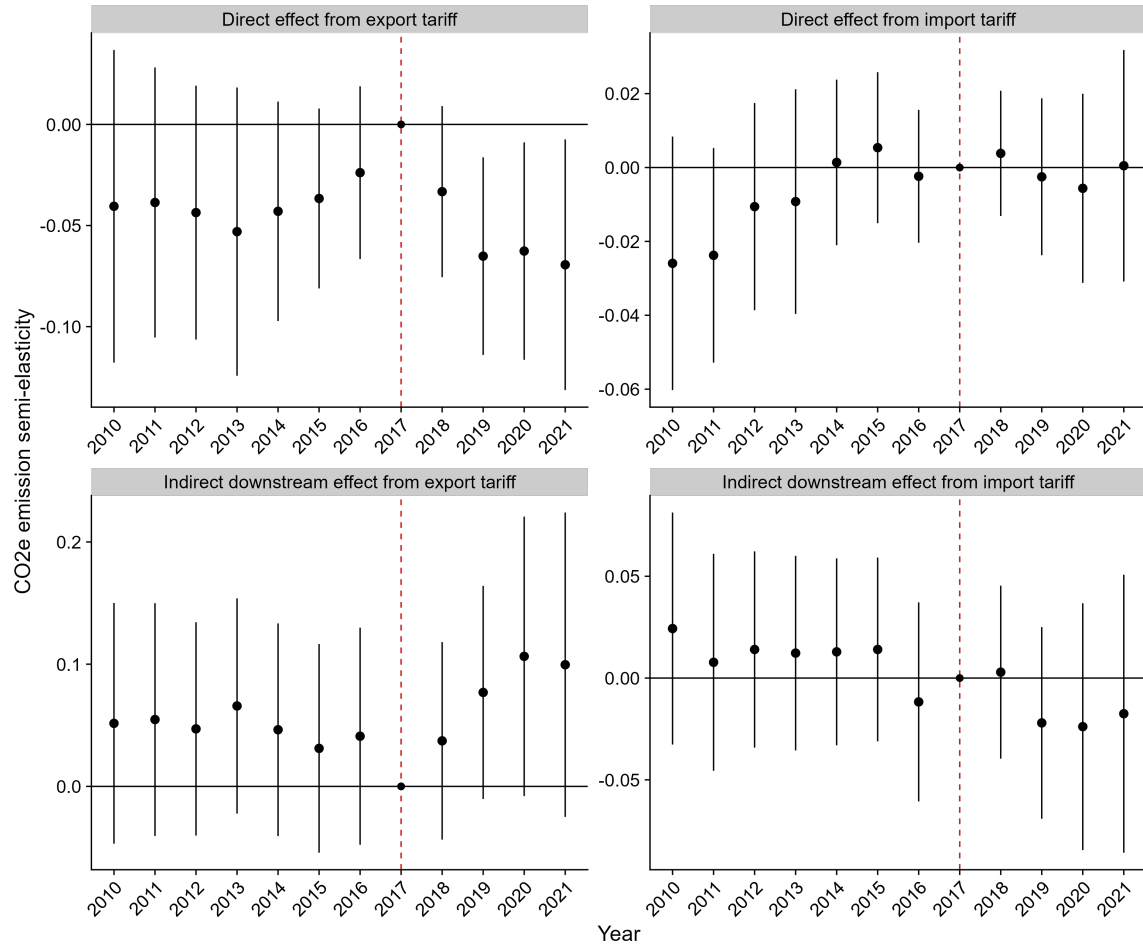 Direct effect from export tariff
Direct effect from import tariff
0.00
-0.05
-0.10
0.02
0.00
-0.02
-0.04
-0.06
2010 2011 2012 2013 2014 2015 2016 2017 2018 2019 2020 2021
2010 2011 2012 2013 2014 2015 2016 2017 2018 2019 2020 2021
CO2e emission semi-elasticity
Indirect downstream effect from export tariff
Indirect downstream effect from import tariff
0.2
0.1
0.0
0.05
0.00
-0.05
2010 2011 2012 2013 2014 2015 2016 2017 2018 2019 2020 2021
2010 2011 2012 2013 2014 2015 2016 2017 2018 2019 2020 2021
Year